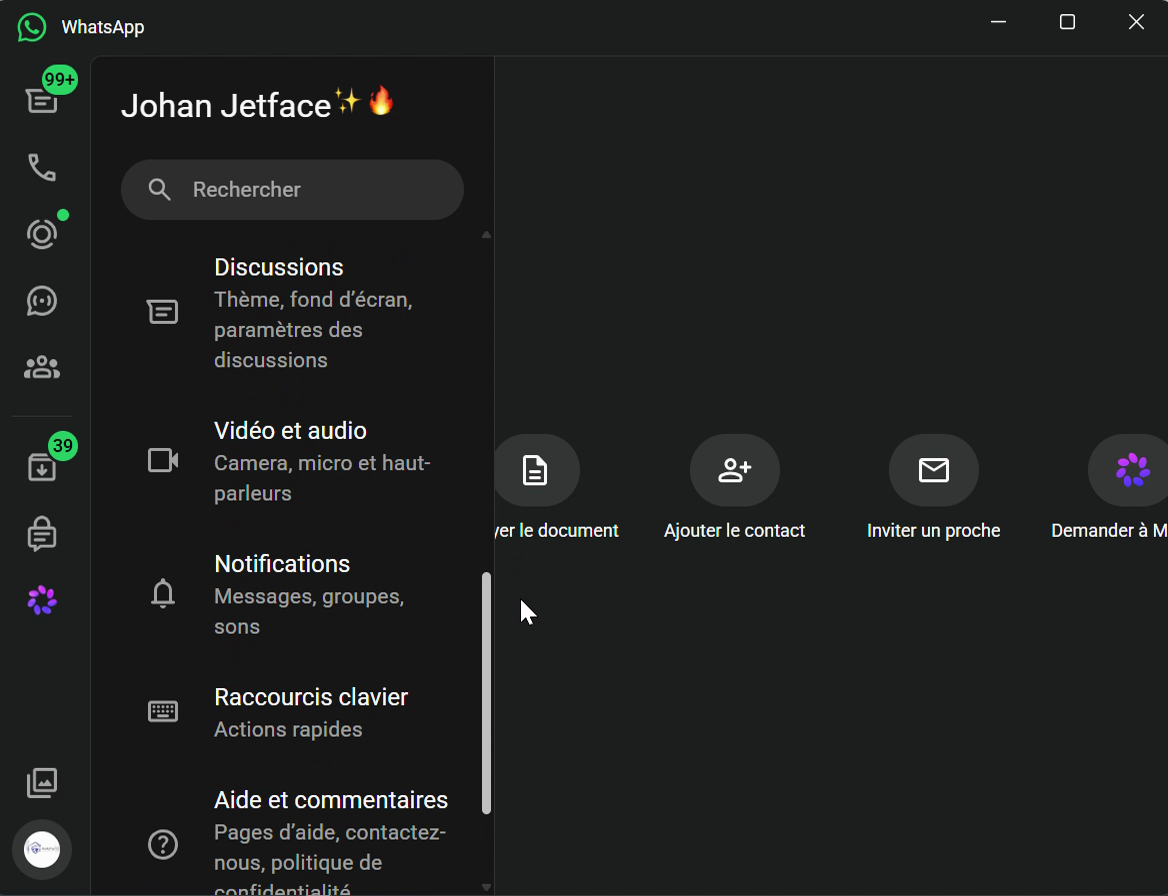 WhatsApp
99+
Johan Jetface✨🔥
Rechercher
Discussions
Thème, fond d’écran,
paramètres des
discussions
39
Vidéo et audio
Camera, micro et haut-
parleurs
Notifications
Messages, groupes,
sons
Raccourcis clavier
Actions rapides
Aide et commentaires
Pages d’aide, contactez-
nous, politique de
confidentialité
yer le document
Ajouter le contact
Inviter un proche
Demander à M